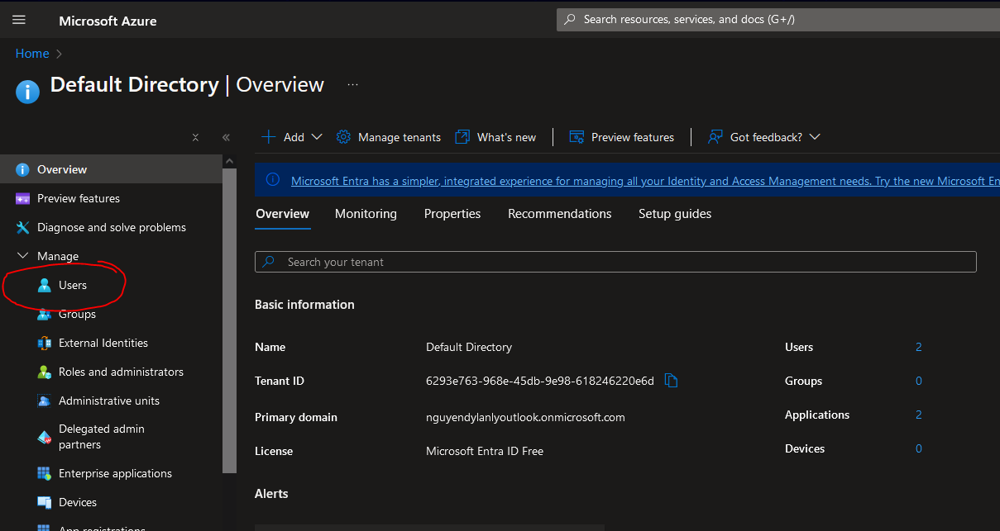 Microsoft Azure
Search resources, services, and docs (G+/)
Home
Default Directory | Overview ...
Add
Manage tenants
What's new
Preview features
Got feedback?
Overview
Preview features
Diagnose and solve problems
Manage
Users
Groups
External Identities
Roles and administrators
Administrative units
Delegated admin
partners
Enterprise applications
Devices
App registrations
Microsoft Entra has a simpler, integrated experience for managing all your Identity and Access Management needs. Try the new Microsoft En
Overview Monitoring Properties Recommendations Setup guides
Search your tenant
Basic information
Name Default Directory Users 2
Tenant ID 6293e763-968e-45db-9e98-618246220e6d Groups 0
Primary domain nguyendylanlyoutlook.onmicrosoft.com Applications 2
License Microsoft Entra ID Free Devices 0
Alerts